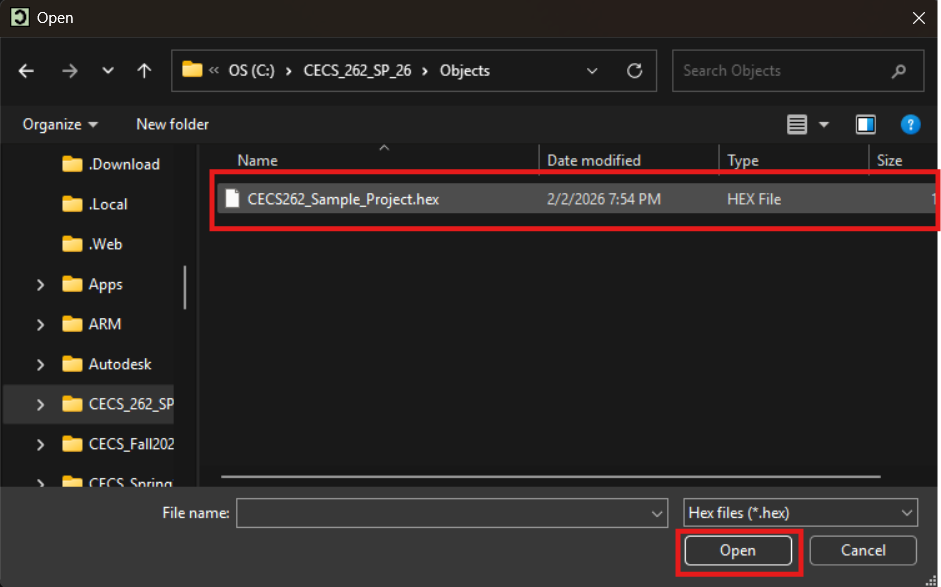 Open
« OS (C:) › CECS_262_SP_26 › Objects
Search Objects
Organize
New folder
Name
Date modified
Type
Size
CECS262_Sample_Project.hex
2/2/2026 7:54 PM
HEX File
1
.Download
.Local
.Web
Apps
ARM
Autodesk
CECS_262_SP
CECS_Fall202
CECS_Spring
File name:
Hex files (*.hex)
Open
Cancel